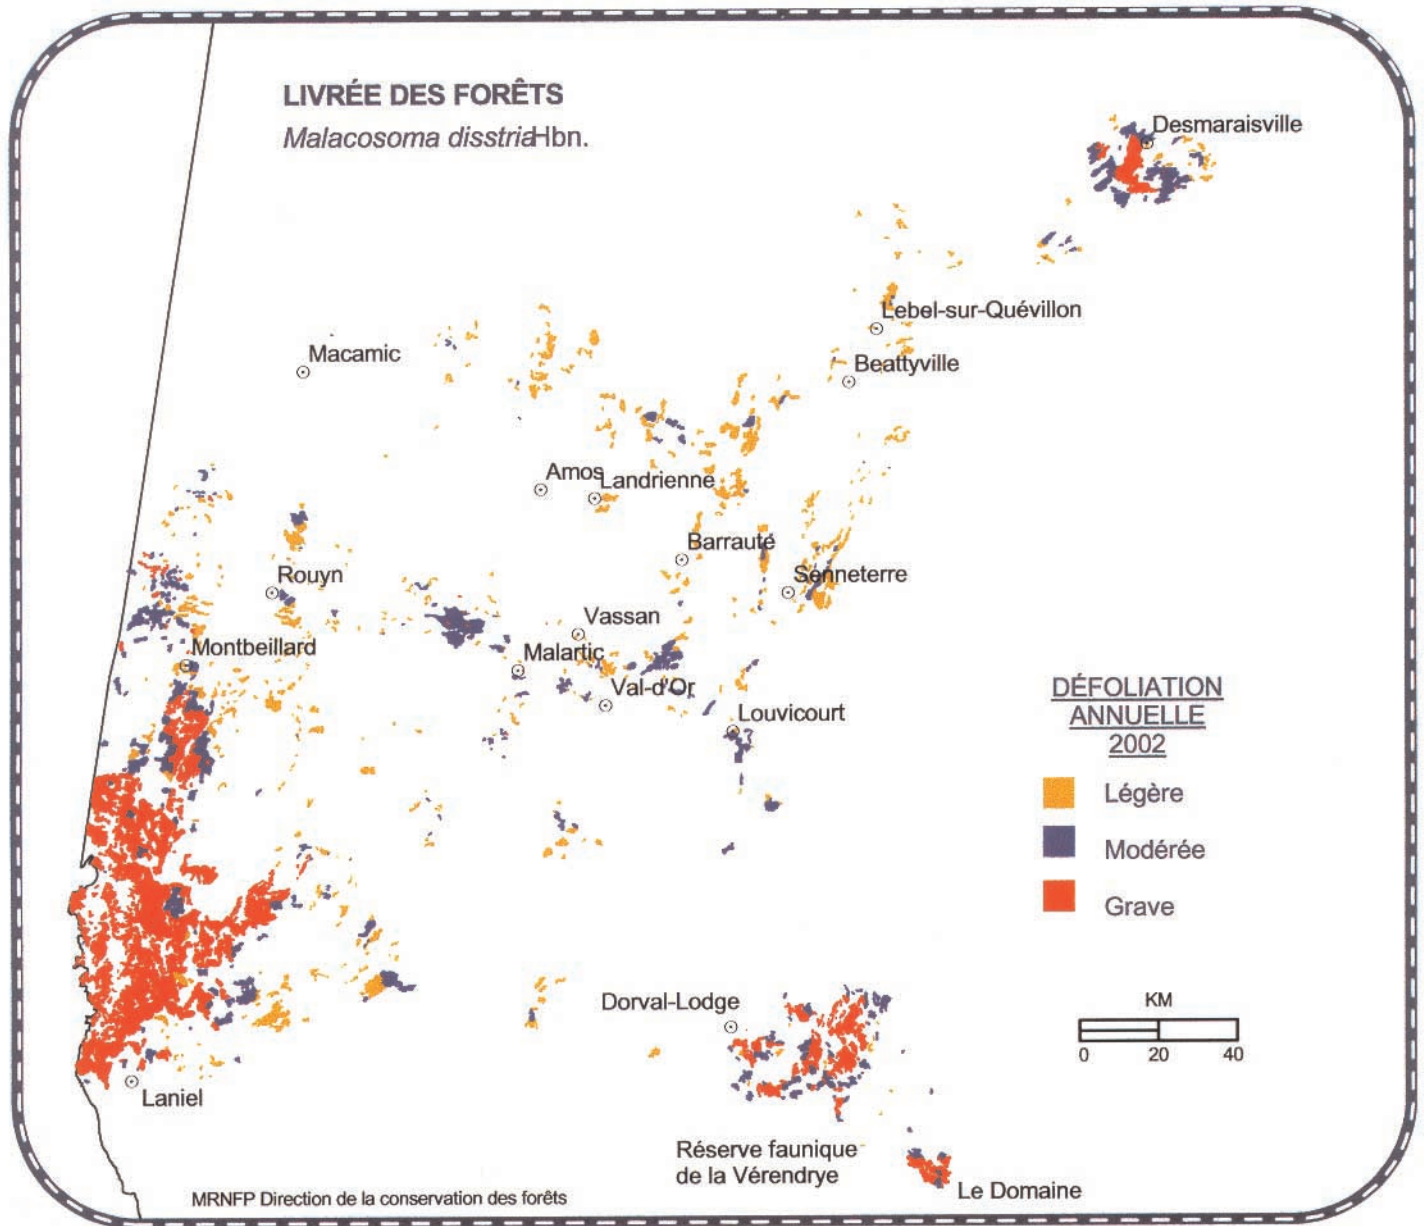 LIVRÉE DES FORÊTS
Malacosoma disstriaHbn.
Desmaraisville
Lebel-sur-Quévillon
Macamic
Beattyville
Amos
Landrienne
Barraute
Rouyn
Senneterre
Vassan
Montbeillard
Malartic
Val-d'Or
Louvicourt
DÉFOLIATION
ANNUELLE
2002
Légère
Modérée
Grave
Dorval-Lodge
KM
0 20 40
Laniel
Réserve faunique
de la Vérendrye
Le Domaine
MRNFP Direction de la conservation des forêts